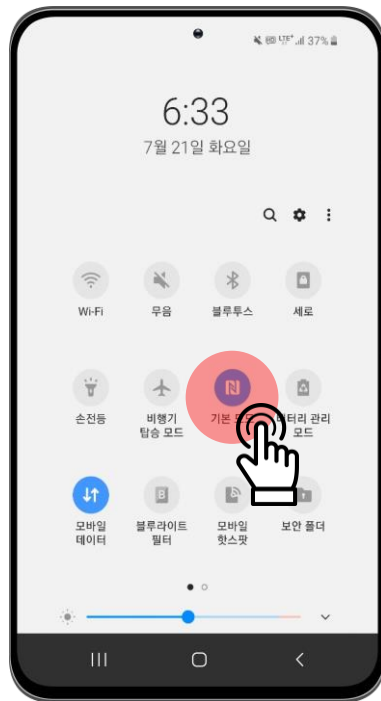 LTE+ 37%
6:33
7월 21일 화요일
Wi-Fi 무음 블루투스 세로
손전등 비행기 탑승 모드 기본 모드 배터리 관리 모드
모바일 데이터 블루라이트 필터 모바일 핫스팟 보안 폴더